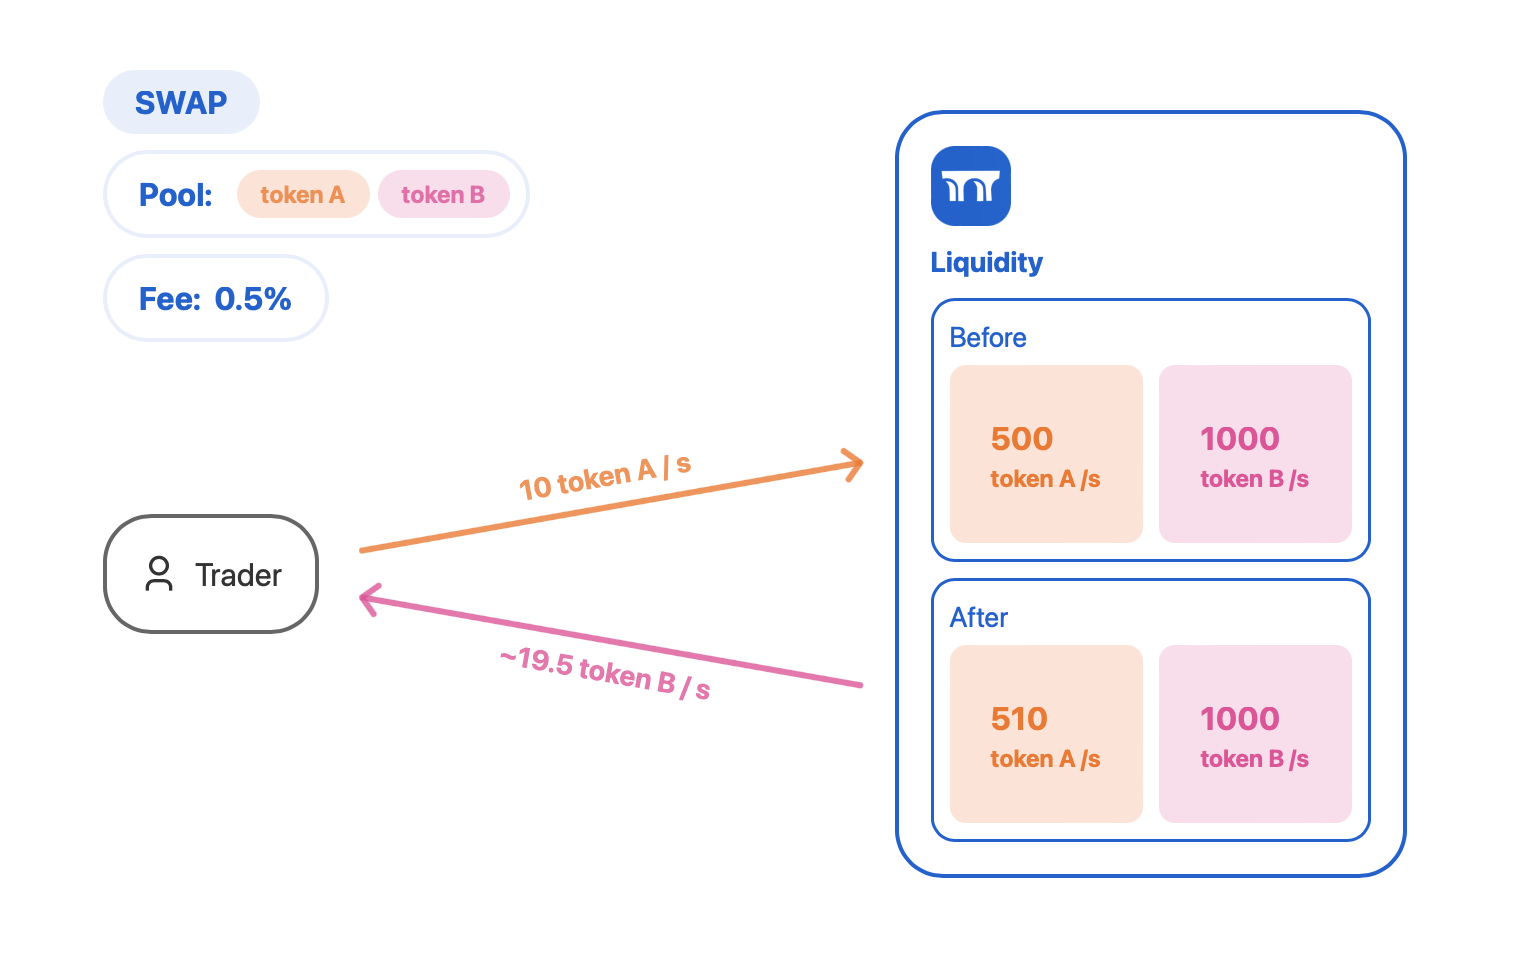 SWAP
Pool: token A token B
Fee: 0.5%
Trader
10 token A / s
~19.5 token B / s
Liquidity
Before
500
token A /s
1000
token B /s
After
510
token A /s
1000
token B /s